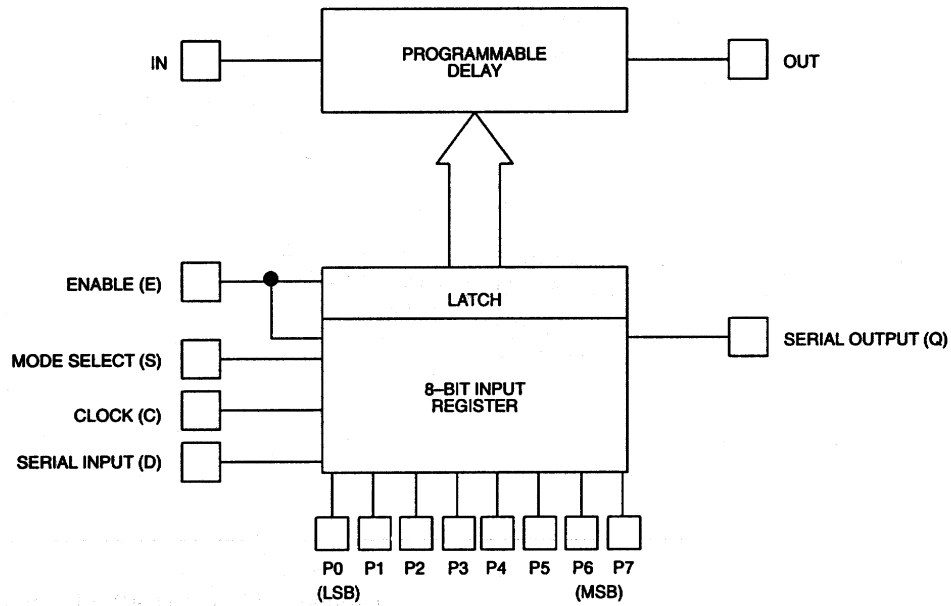 PROGRAMMABLE
DELAY
IN
OUT
ENABLE (E)
LATCH
MODE SELECT (S)
SERIAL OUTPUT (Q)
8–BIT INPUT
REGISTER
CLOCK (C)
SERIAL INPUT (D)
P0 P1 P2 P3 P4 P5 P6 P7
(LSB) (MSB)